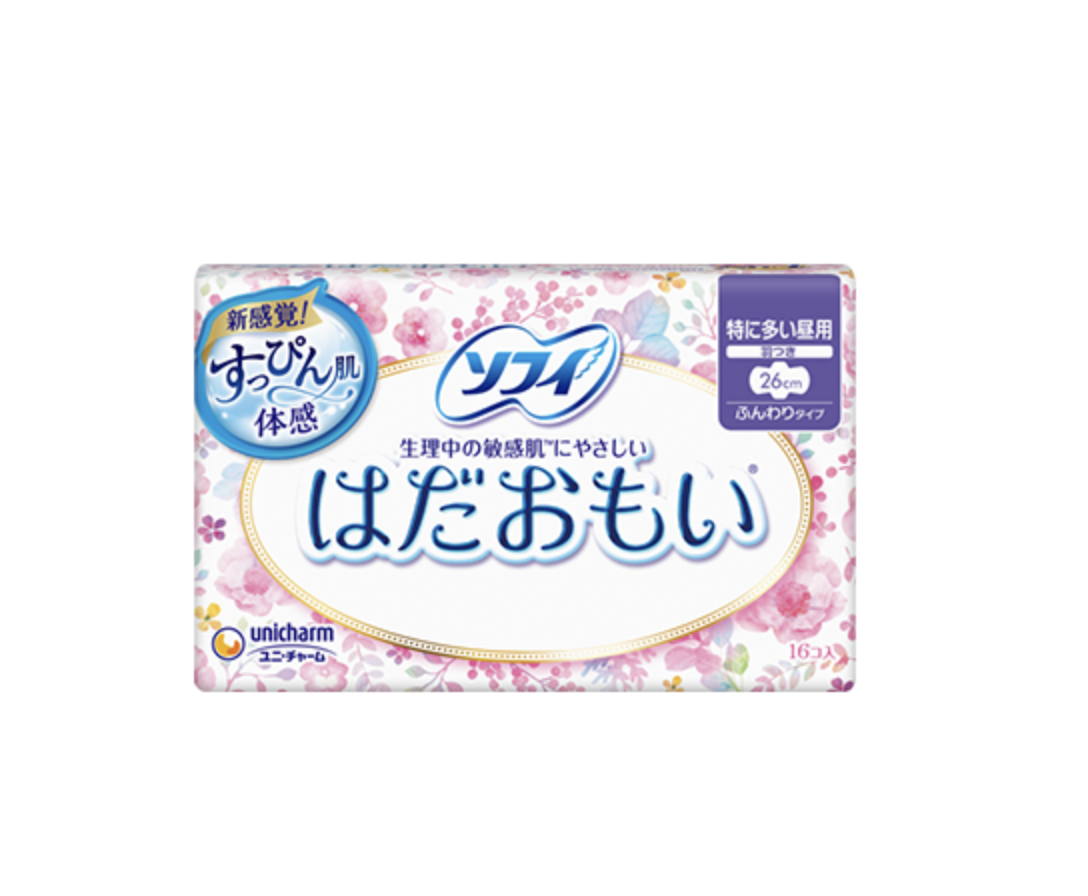 新感覚!
すっぴん肌
体感
ソフィ
生理中の敏感肌™にやさしい
はだおもい®
特に多い昼用
羽つき
26cm
ふんわりタイプ
unicharm
ユニ・チャーム
16コ入